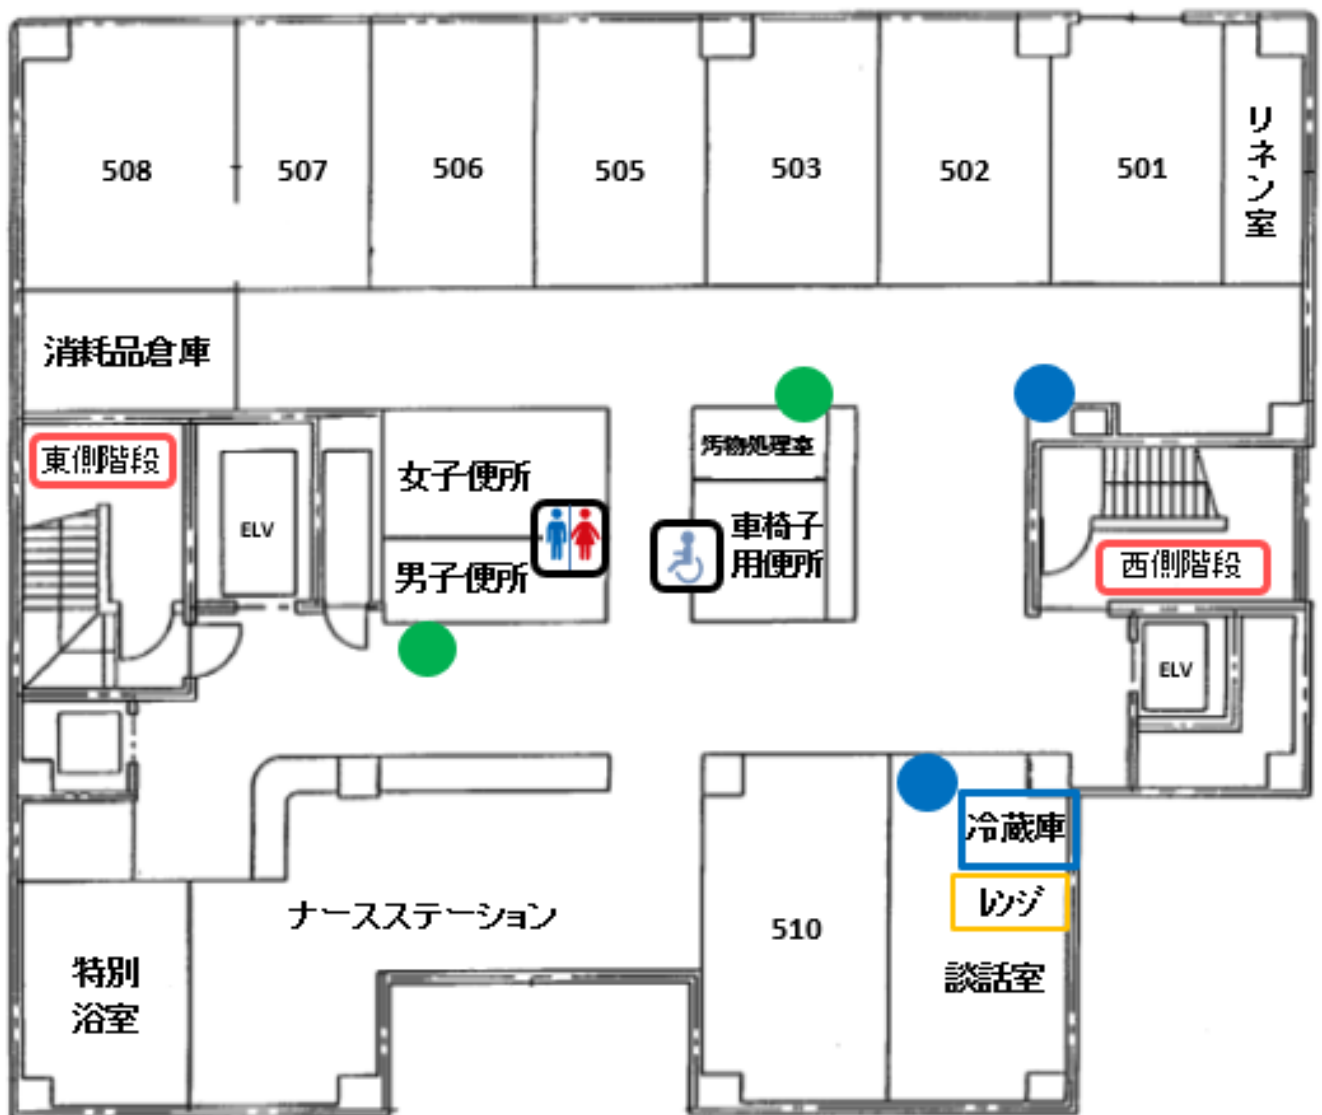 508
507
506
505
503
502
501
リネン室
消耗品倉庫
東側階段
ELV
女子便所
男子便所
汚物処理室
車椅子
用便所
西側階段
ELV
冷蔵庫
レンジ
ナースステーション
510
談話室
特別
浴室